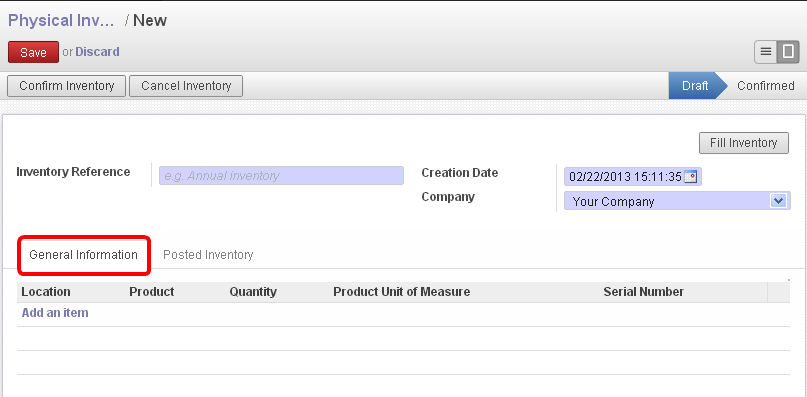 Physical Inv... / New
Save or Discard
Confirm Inventory Cancel Inventory Draft Confirmed
Fill Inventory
Inventory Reference e.g. Annual inventory Creation Date 02/22/2013 15:11:35
Company Your Company
General Information Posted Inventory
Location Product Quantity Product Unit of Measure Serial Number
Add an item